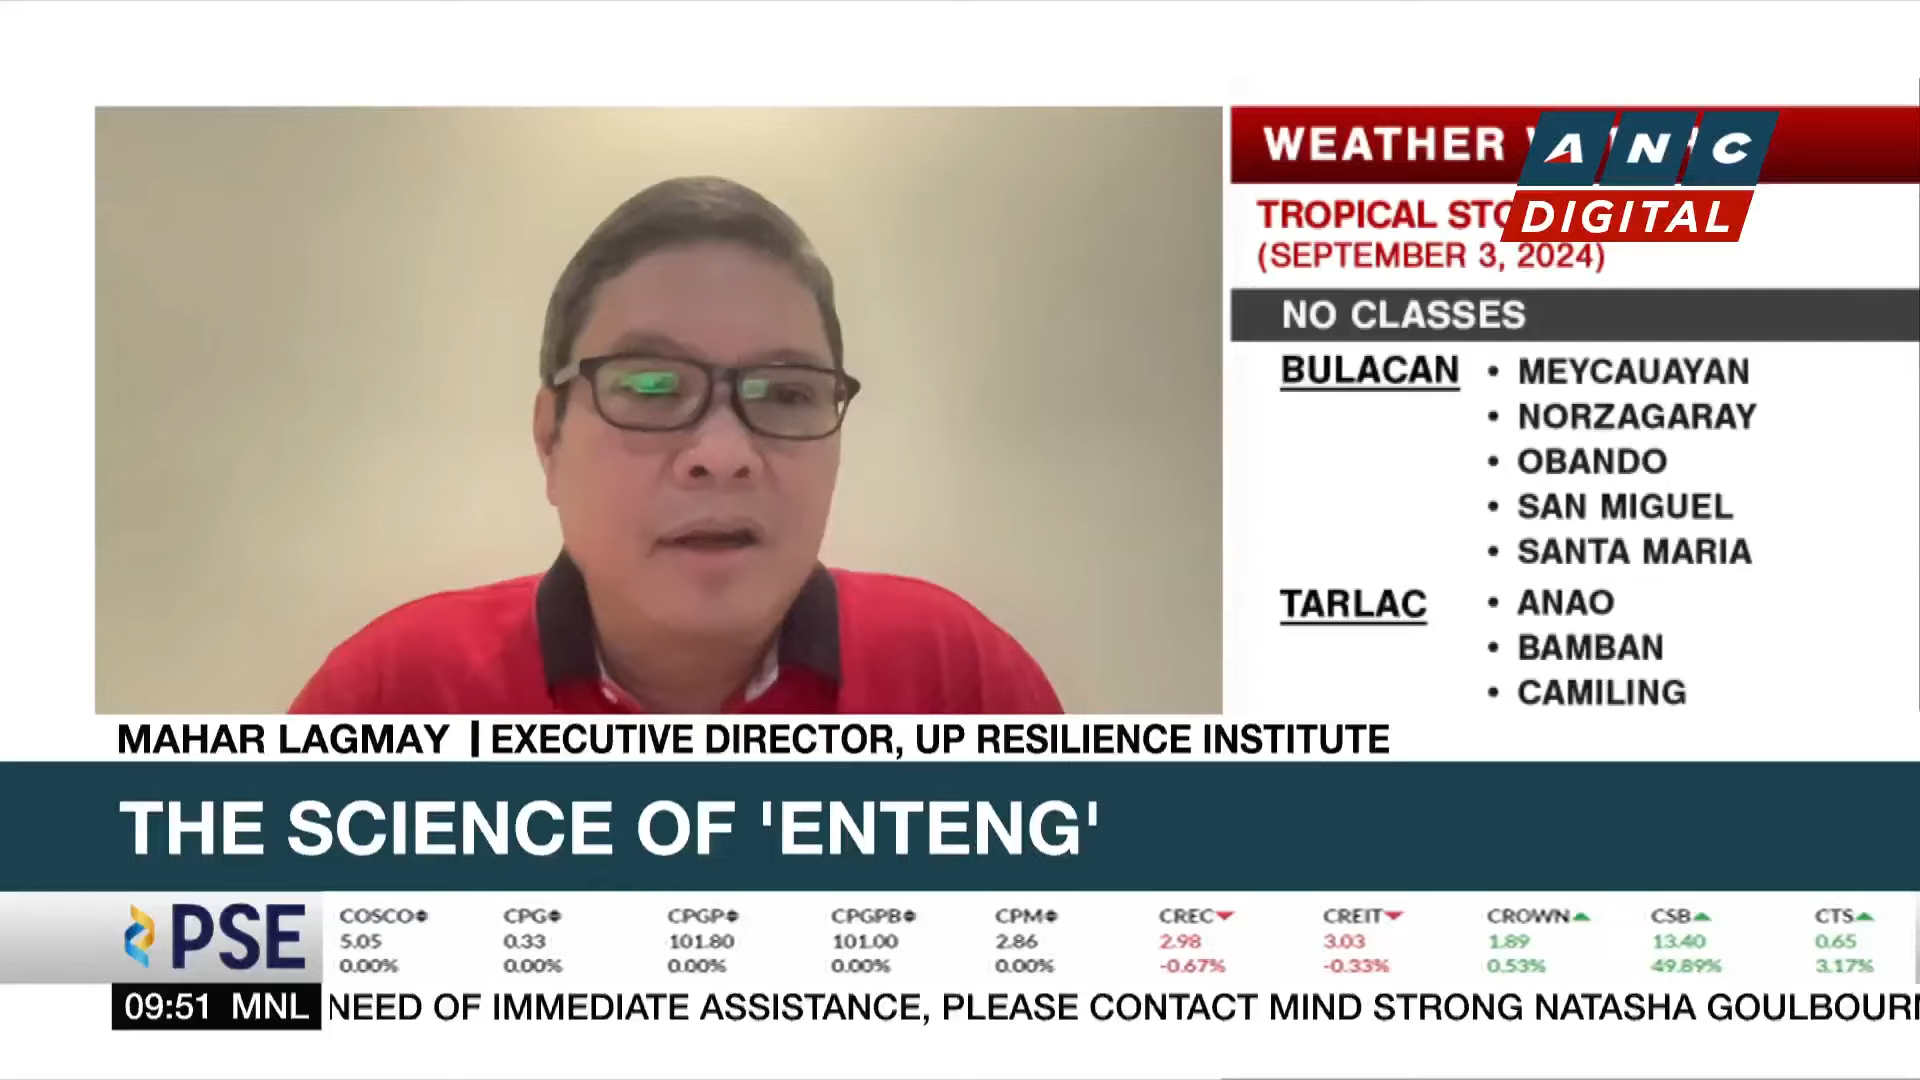 WEATHER
ANC
DIGITAL
TROPICAL
(SEPTEMBER 3, 2024)
NO CLASSES
BULACAN
• MEYCAUAYAN
• NORZAGARAY
• OBANDO
• SAN MIGUEL
• SANTA MARIA
TARLAC
• ANAO
• BAMBAN
• CAMILING
MAHAR LAGMAY | EXECUTIVE DIRECTOR, UP RESILIENCE INSTITUTE
THE SCIENCE OF 'ENTENG'
PSE
COSCO CPG CPGP CPGPB CPM CREC CREIT CROWN CSB CTS
5.05 0.33 101.80 101.00 2.86 2.98 3.03 1.89 13.40 0.65
0.00% 0.00% 0.00% 0.00% 0.00% -0.67% -0.33% 0.53% 49.89% 3.17%
09:51 MNL NEED OF IMMEDIATE ASSISTANCE, PLEASE CONTACT MIND STRONG NATASHA